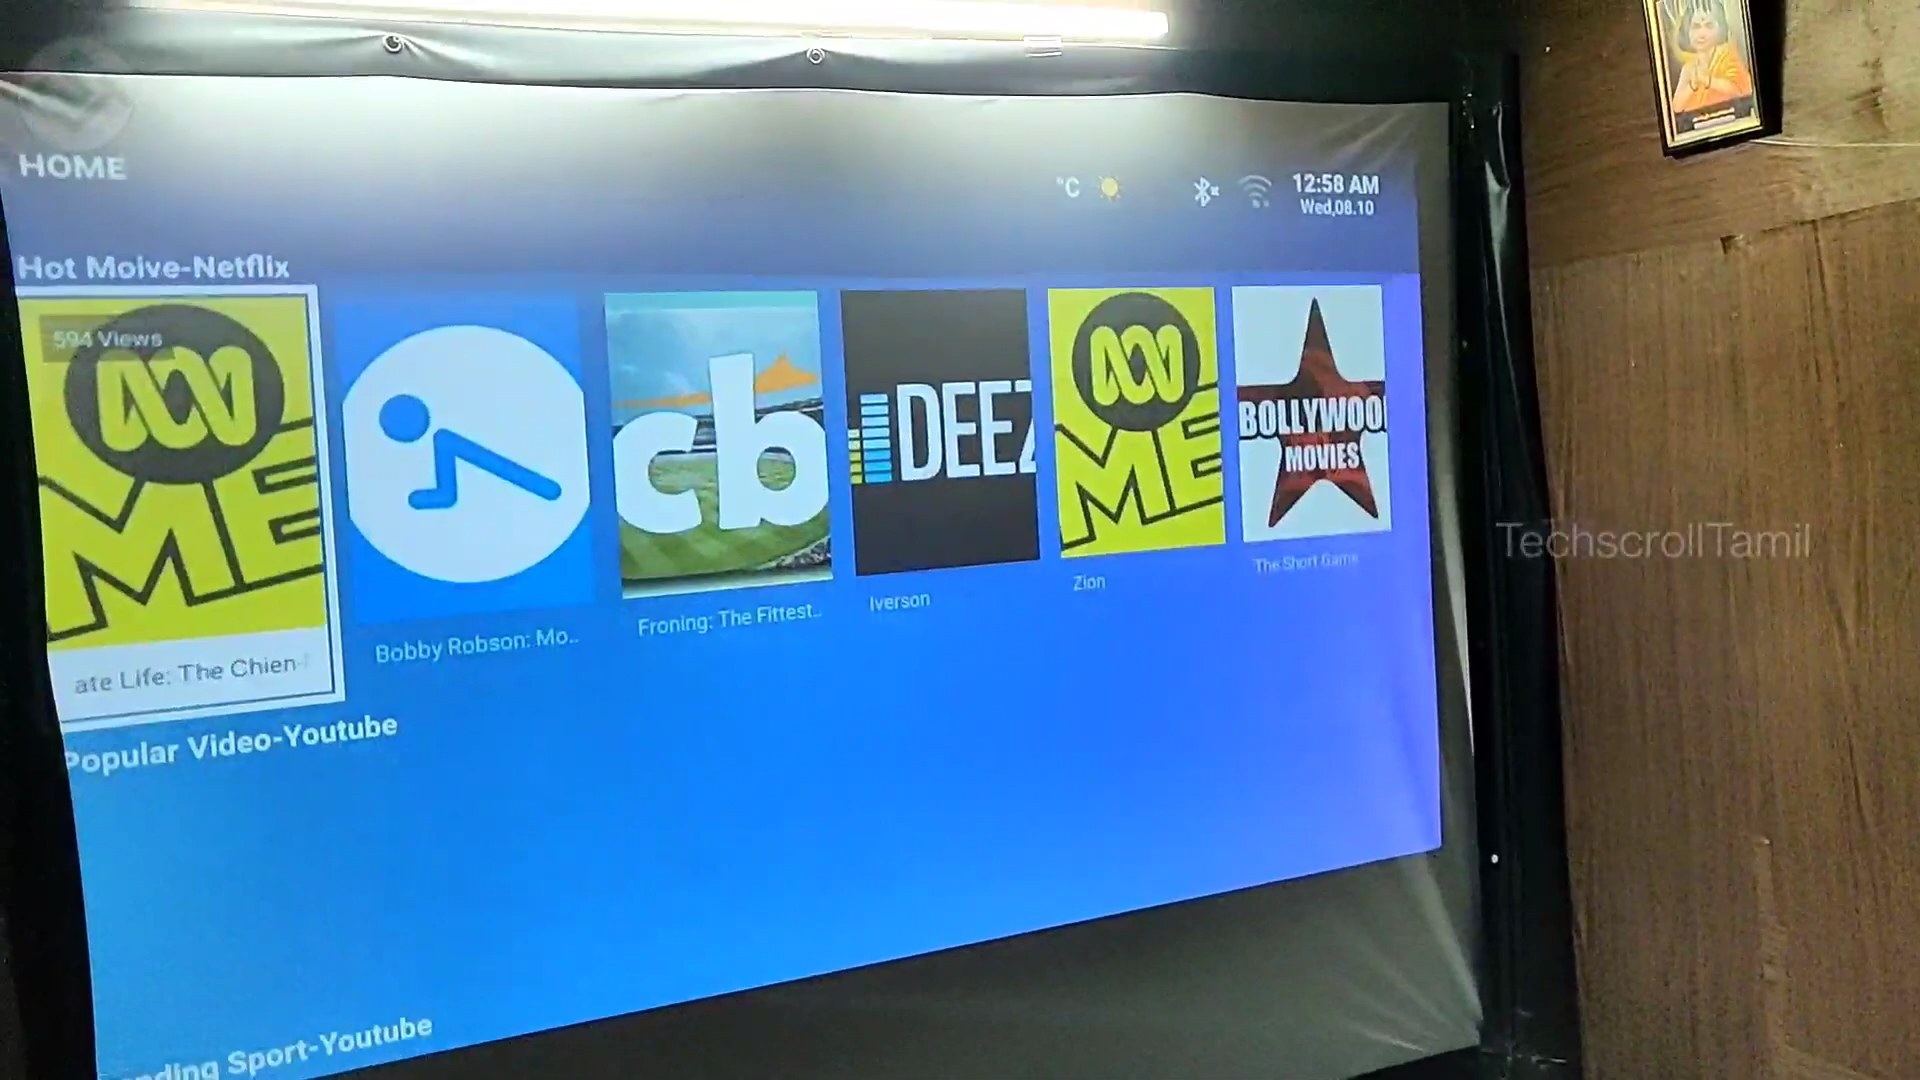 HOME
°C
12:58 AM
Wed,08.10
Hot Moive-Netflix
594 Views
ME
cb
DEEZ
ME
BOLLYWOO
MOVIES
ate Life: The Chien-
Bobby Robson: Mo..
Froning: The Fittest..
Iverson
Zion
The Short Game
Popular Video-Youtube
nding Sport-Youtube
TechscrollTamil